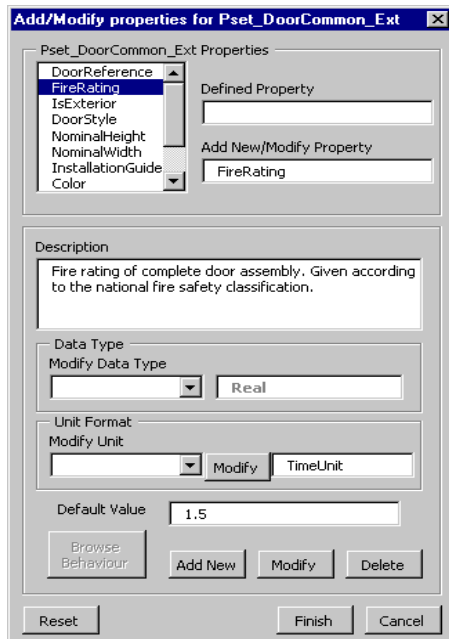 Add/Modify properties for Pset_DoorCommon_Ext
Pset_DoorCommon_Ext Properties
DoorReference
FireRating
IsExterior
DoorStyle
NominalHeight
NominalWidth
InstallationGuide
Color
Defined Property
Add New/Modify Property
FireRating
Description
Fire rating of complete door assembly. Given according
to the national fire safety classification.
Data Type
Modify Data Type
Real
Unit Format
Modify Unit
Modify
TimeUnit
Default Value
1.5
Browse
Behaviour
Add New
Modify
Delete
Reset
Finish
Cancel